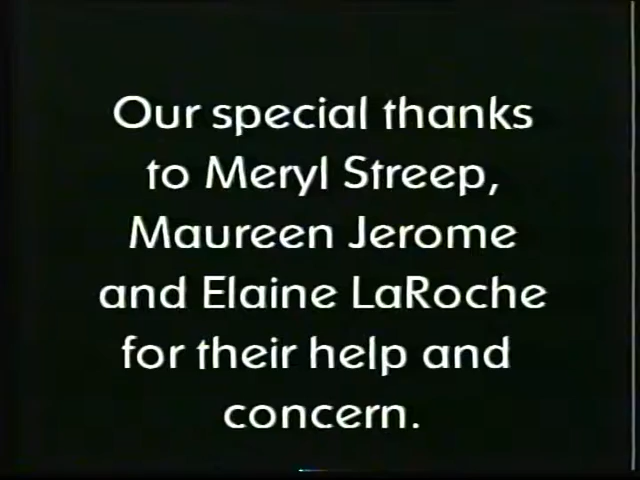 Our special thanks
to Meryl Streep,
Maureen Jerome
and Elaine LaRoche
for their help and
concern.